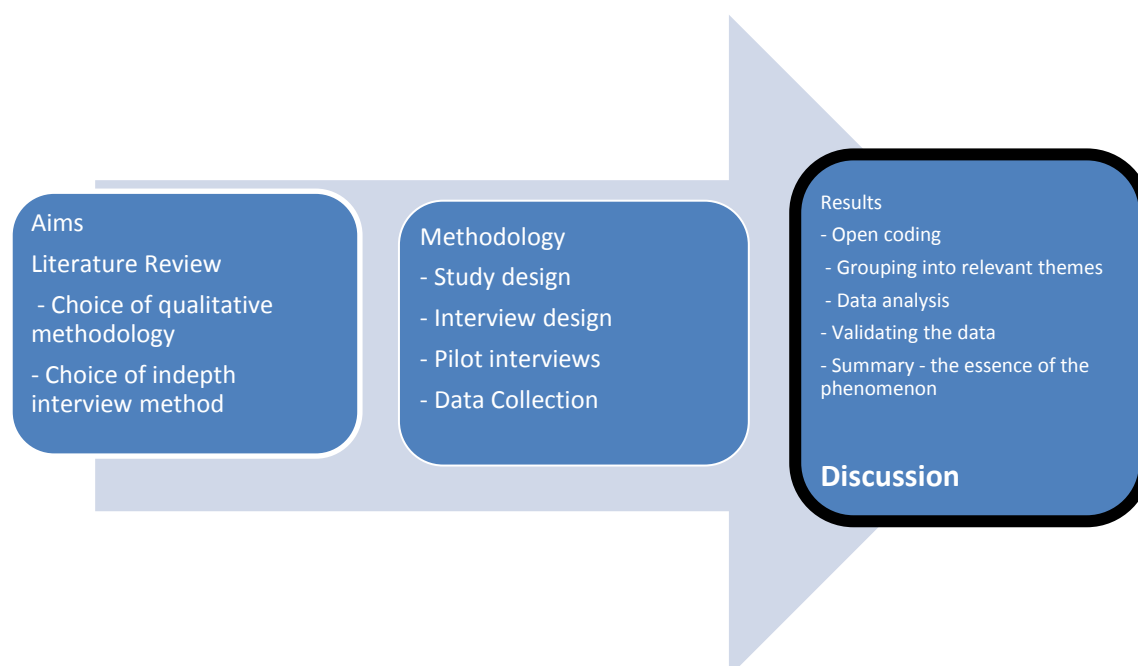 Aims
Literature Review
- Choice of qualitative
methodology
- Choice of indepth
interview method
Methodology
- Study design
- Interview design
- Pilot interviews
- Data Collection
Results
- Open coding
- Grouping into relevant themes
- Data analysis
- Validating the data
- Summary - the essence of the
phenomenon
Discussion